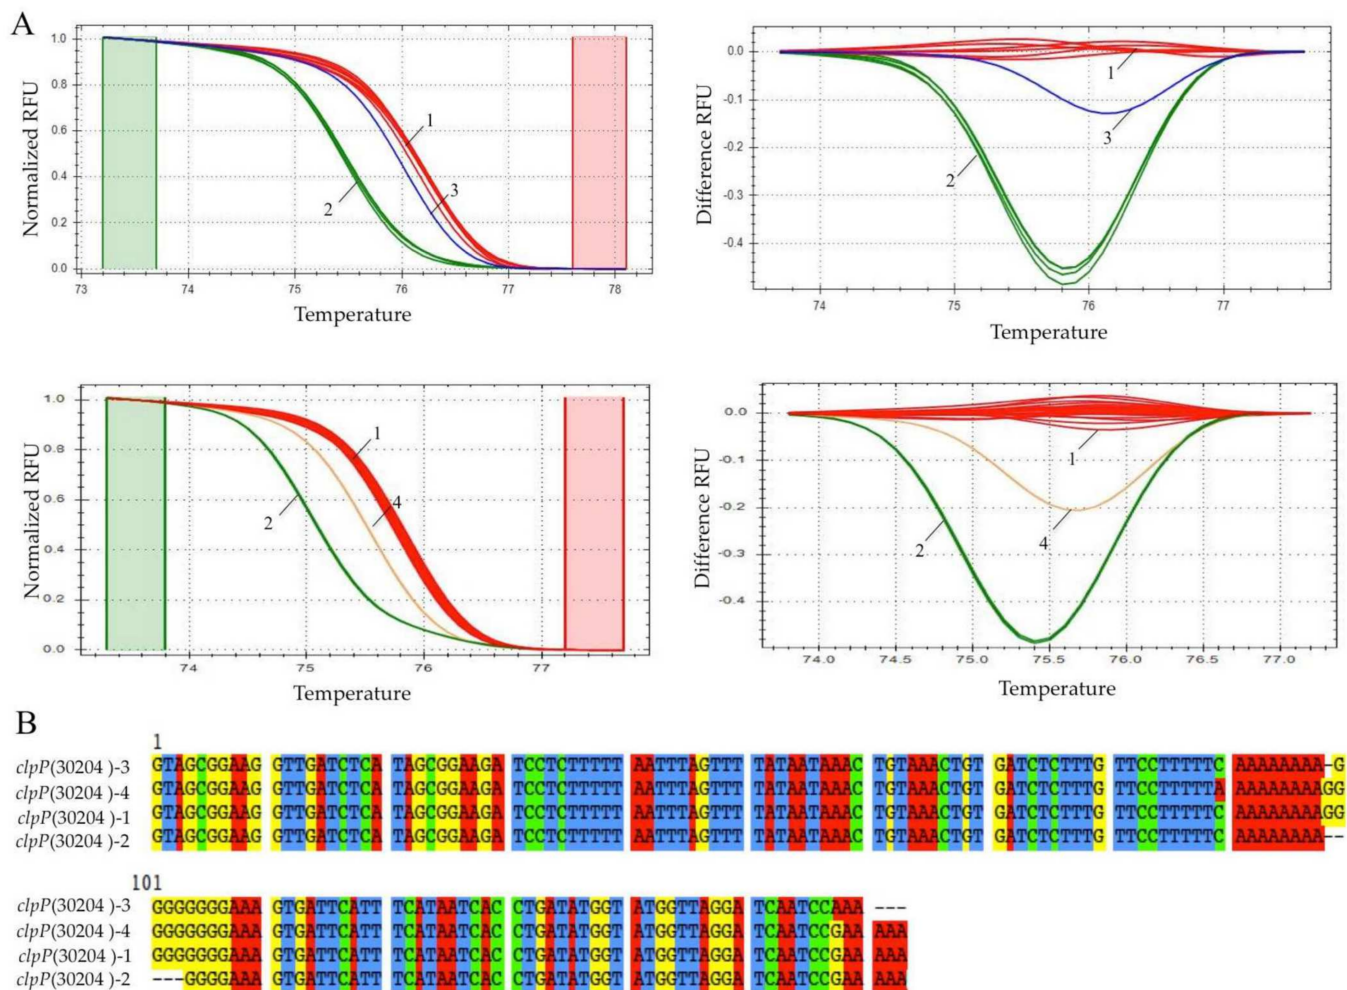 A
Normalized RFU
1.0
0.8
0.6
0.4
0.2
0.0
1
2
3
73 74 75 76 77 78
Temperature
Difference RFU
0.0
-0.1
-0.2
-0.3
-0.4
1
2
3
74 75 76 77
Temperature
Normalized RFU
1.0
0.8
0.6
0.4
0.2
0.0
1
2
4
74 75 76 77
Temperature
Difference RFU
0.0
-0.1
-0.2
-0.3
-0.4
1
2
4
74.0 74.5 75.0 75.5 76.0 76.5 77.0
Temperature
B
1
clpP(30204 )-3 GTAGCGGAAG GTTGATCTCA TAGCGGAAGA TCCTCTTTTT AATTTAGTTT TATAATAAAC TGTAAACTGT GATCTCTTTG TTCCTTTTTC AAAAAAAA-G
clpP(30204 )-4 GTAGCGGAAG GTTGATCTCA TAGCGGAAGA TCCTCTTTTT AATTTAGTTT TATAATAAAC TGTAAACTGT GATCTCTTTG TTCCTTTTTA AAAAAAAAGG
clpP(30204 )-1 GTAGCGGAAG GTTGATCTCA TAGCGGAAGA TCCTCTTTTT AATTTAGTTT TATAATAAAC TGTAAACTGT GATCTCTTTG TTCCTTTTTC AAAAAAAAGG
clpP(30204 )-2 GTAGCGGAAG GTTGATCTCA TAGCGGAAGA TCCTCTTTTT AATTTAGTTT TATAATAAAC TGTAAACTGT GATCTCTTTG TTCCTTTTTC AAAAAAAA--
101
clpP(30204 )-3 GGGGGGGAAA GTGATTCATT TCATAATCAC CTGATATGGT ATGGTTAGGA TCAATCCAAA ---
clpP(30204 )-4 GGGGGGGAAA GTGATTCATT TCATAATCAC CTGATATGGT ATGGTTAGGA TCAATCCGAA AAA
clpP(30204 )-1 GGGGGGGAAA GTGATTCATT TCATAATCAC CTGATATGGT ATGGTTAGGA TCAATCCGAA AAA
clpP(30204 )-2 ---GGGGAAA GTGATTCATT TCATAATCAC CTGATATGGT ATGGTTAGGA TCAATCCGAA AAA